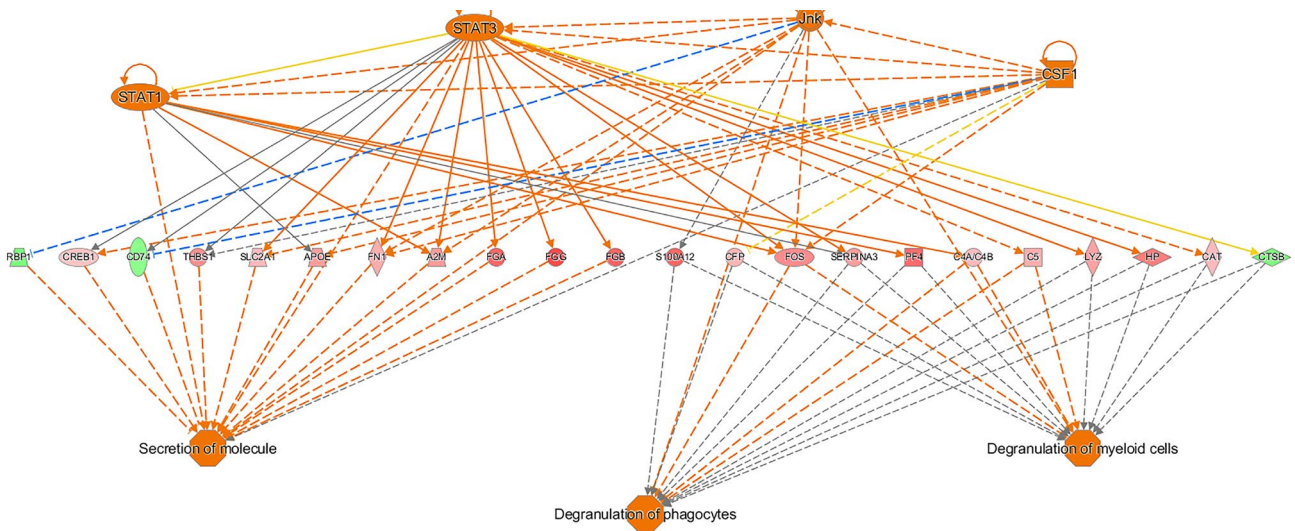 STAT3
Jnk
CSF1
STAT1
RBP1
CREB1
CD74
THBS1
SLC2A1
APOE
FN1
A2M
FGA
FGG
FGB
S100A12
CFP
FOS
SERPINA3
PF4
C4A/C4B
C5
LYZ
HP
CAT
CTSB
Secretion of molecule
Degranulation of myeloid cells
Degranulation of phagocytes